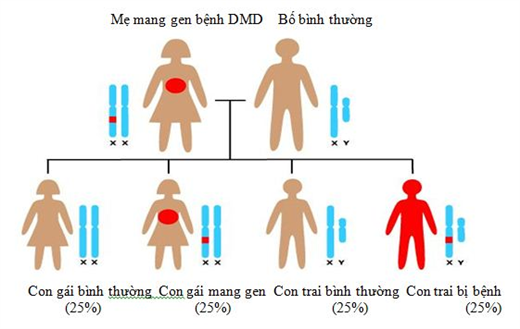 Mẹ mang gen bệnh DMD Bố bình thường
X X X Y
X X X X X Y X Y
Con gái bình thường Con gái mang gen Con trai bình thường Con trai bị bệnh
(25%) (25%) (25%) (25%)